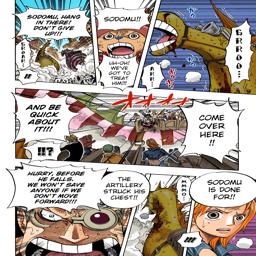 SODOMU, HANG
IN THERE!
DON'T GIVE
UP!!!
SODOMU!!
UH-OH!
WE'VE GOT
TO TREAT
HIM!!
GRROO...
ARF!
AND BE
QUICK
ABOUT
IT!!!
!!?
COME
OVER
HERE!!
HURRY, BEFORE
HE FALLS.
WE WON'T SAVE
ANYONE IF WE
DON'T MOVE
FORWARD!!!
THE
ARTILLERY
STRUCK HIS
CHEST!!
SODOMU
IS DONE
FOR!!
!!!